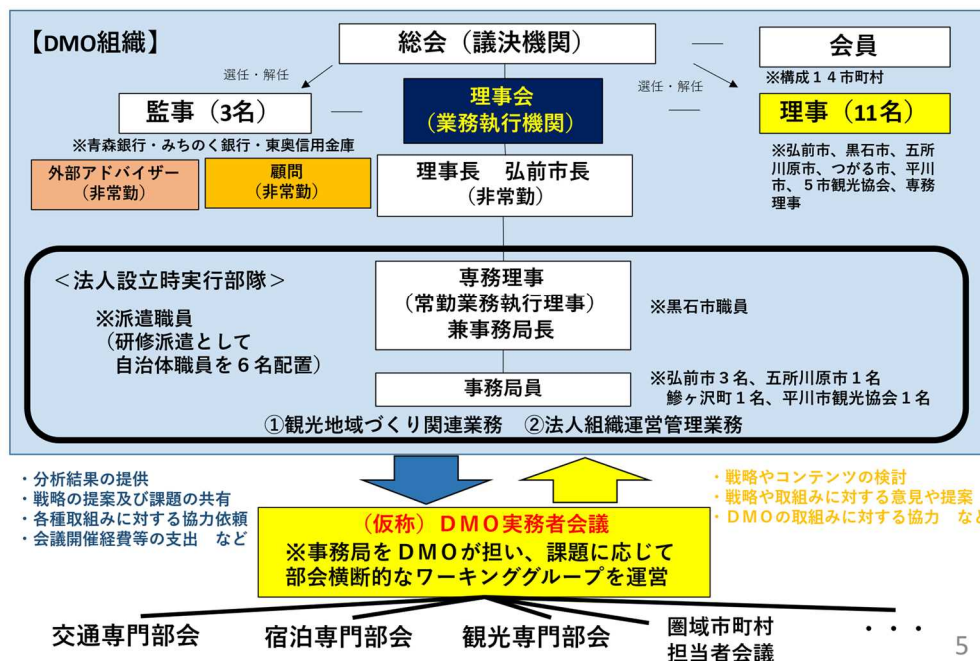 【DMO組織】
総会（議決機関）
会員
※構成１４市町村
選任・解任
選任・解任
監事（3名）
※青森銀行・みちのく銀行・東奥信用金庫
理事会
（業務執行機関）
理事（11名）
※弘前市、黒石市、五所
川原市、つがる市、平川
市、５市観光協会、専務
理事
外部アドバイザー
（非常勤）
顧問
（非常勤）
理事長　弘前市長
（非常勤）
＜法人設立時実行部隊＞
※派遣職員
（研修派遣として
自治体職員を６名配置）
専務理事
（常勤業務執行理事）
兼事務局長
※黒石市職員
事務局員
※弘前市３名、五所川原市１名
鰺ヶ沢町１名、平川市観光協会１名
①観光地域づくり関連業務　②法人組織運営管理業務
・分析結果の提供
・戦略の提案及び課題の共有
・各種取組みに対する協力依頼
・会議開催経費等の支出　など
・戦略やコンテンツの検討
・戦略や取組みに対する意見や提案
・ＤＭＯの取組みに対する協力　など
（仮称）ＤＭＯ実務者会議
※事務局をＤＭＯが担い、課題に応じて
部会横断的なワーキンググループを運営
交通専門部会
宿泊専門部会
観光専門部会
圏域市町村
担当者会議
・・・
5